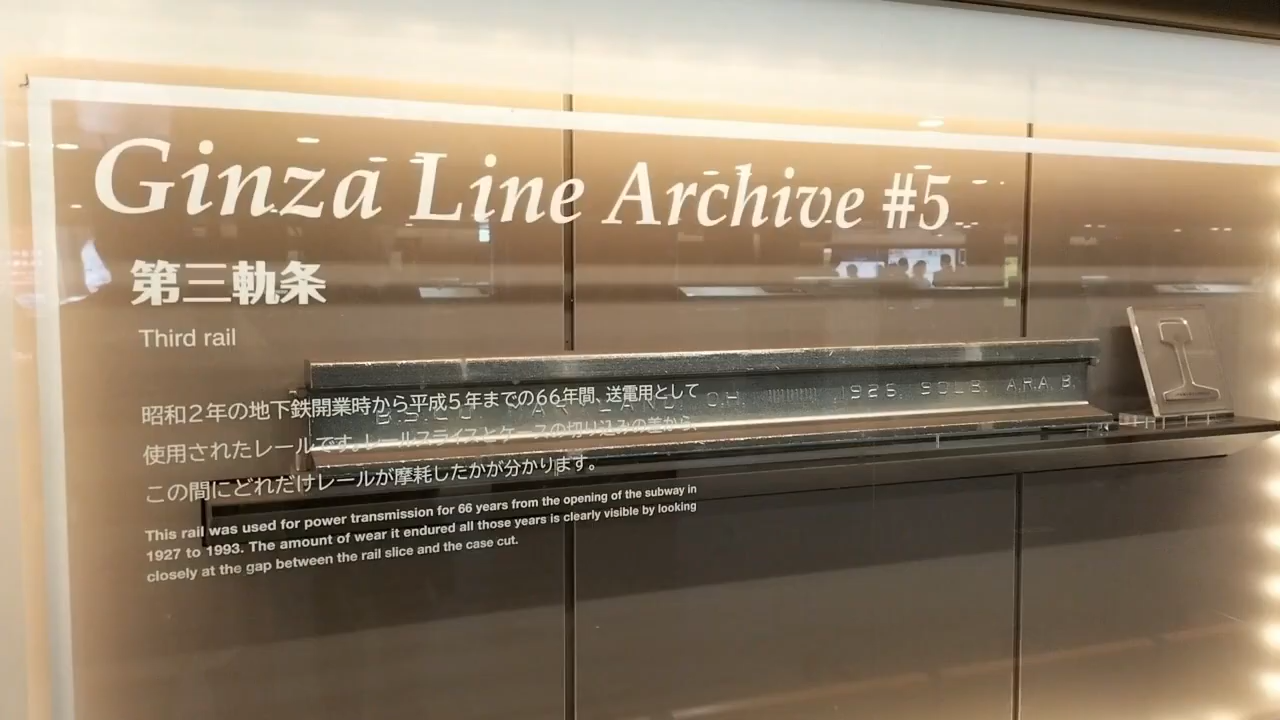 Ginza Line Archive #5
第三軌条
Third rail
昭和2年の地下鉄開業時から平成5年までの66年間、送電用として
使用されたレールです。レールスライスとケースの切り込みの差から、
この間にどれだけレールが摩耗したかが分かります。
This rail was used for power transmission for 66 years from the opening of the subway in
1927 to 1993. The amount of wear it endured all those years is clearly visible by looking
closely at the gap between the rail slice and the case cut.
MARYLAND. O.H. 1926. 90LB. A.R.A. B.